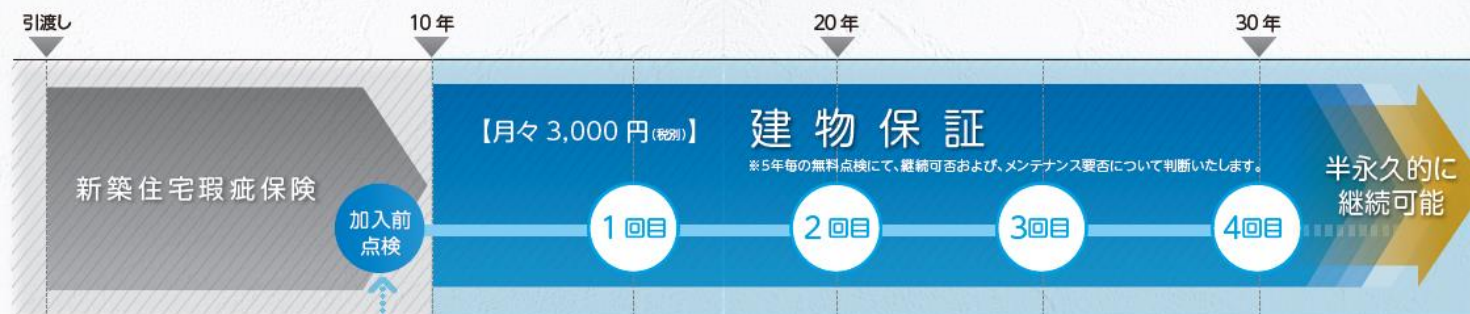 引渡し
10年
20年
30年
【月々 3,000 円(税別)】
建物保証
※5年毎の無料点検にて、継続可否および、メンテナンス要否について判断いたします。
新築住宅瑕疵保険
加入前
点検
1回目
2回目
3回目
4回目
半永久的に
継続可能